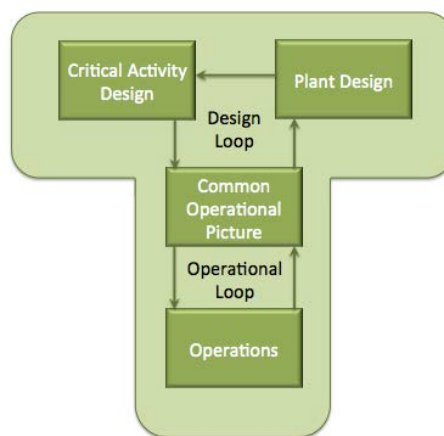 Critical Activity
Design
Plant Design
Design
Loop
Common
Operational
Picture
Operational
Loop
Operations